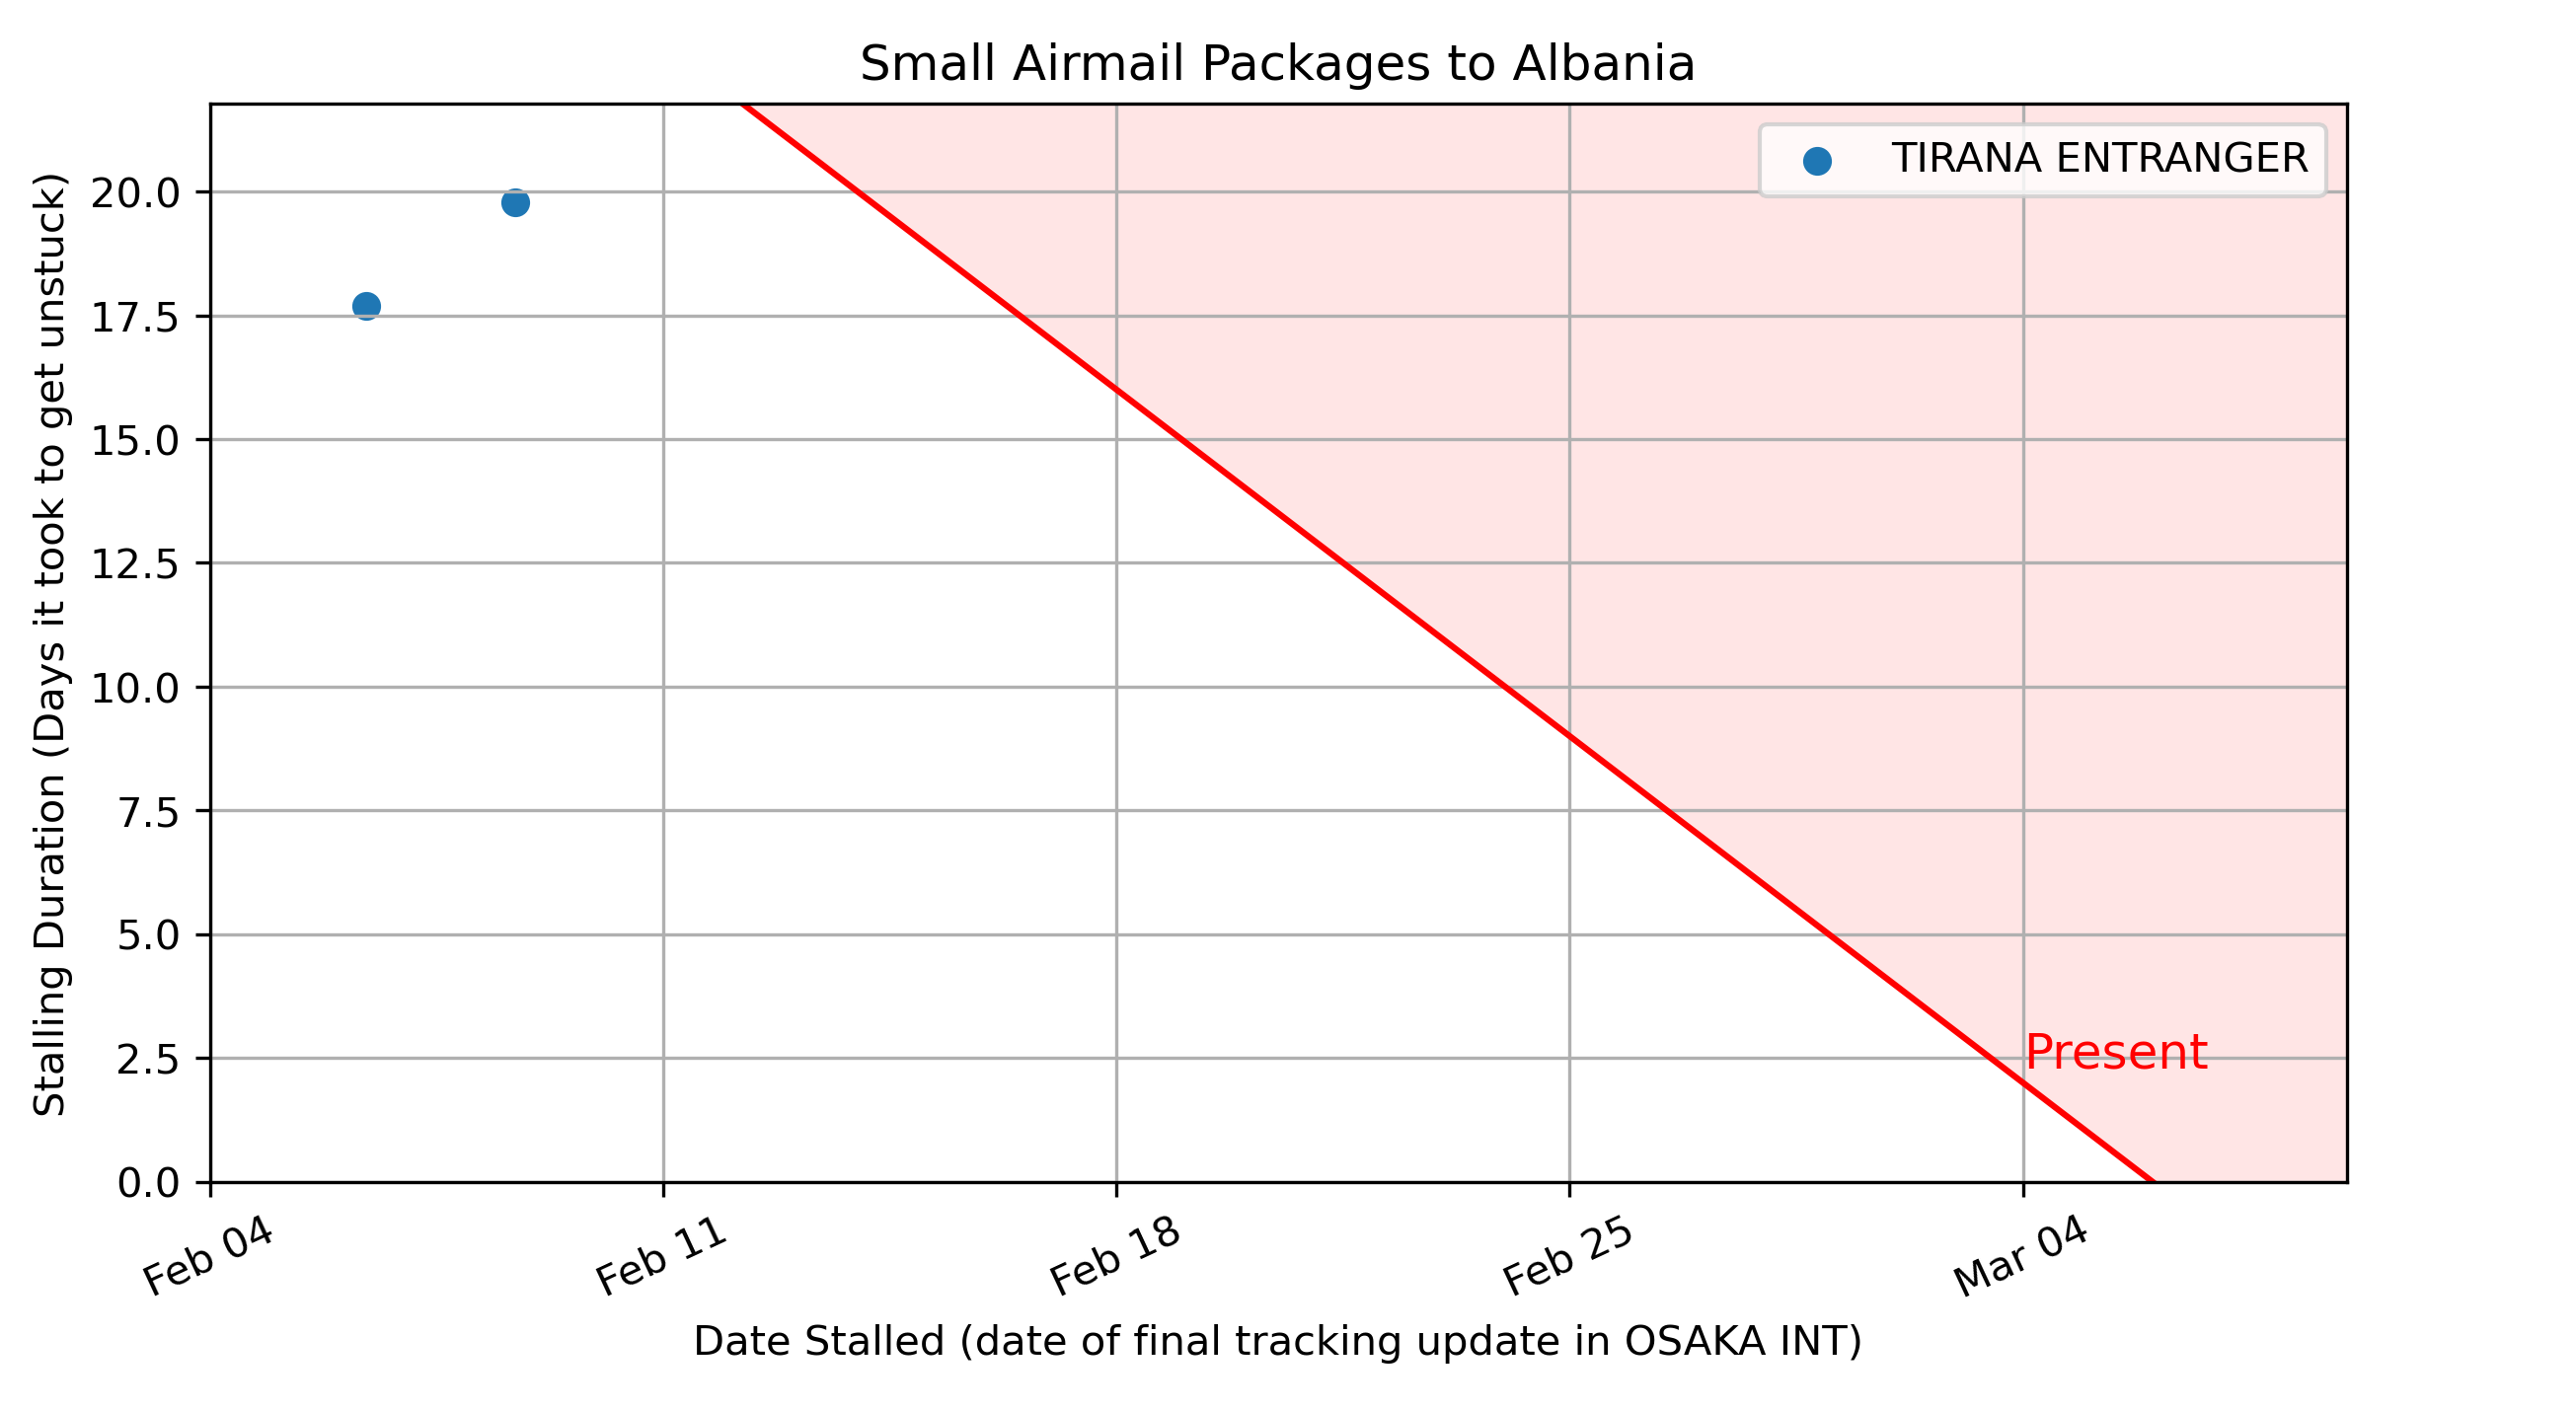 Small Airmail Packages to Albania
TIRANA ENTRANGER
Stalling Duration (Days it took to get unstuck)
20.0
17.5
15.0
12.5
10.0
7.5
5.0
2.5
0.0
Present
Feb 04
Feb 11
Feb 18
Feb 25
Mar 04
Date Stalled (date of final tracking update in OSAKA INT)